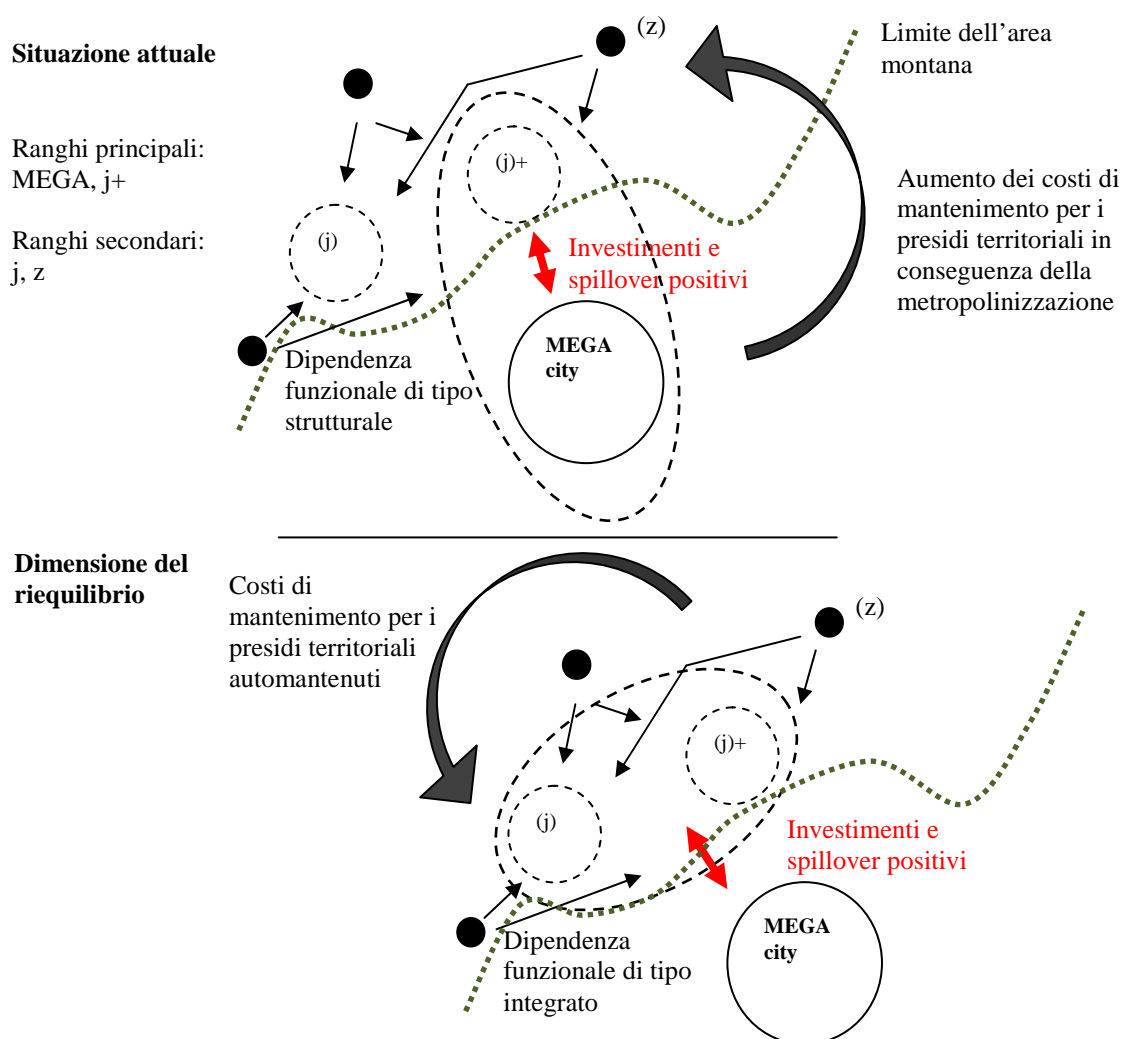 Situazione attuale
(z)
Limite dell'area
montana
Ranghi principali:
MEGA, j+
Ranghi secondari:
j, z
(j)+
(j)
Aumento dei costi di
mantenimento per i
presidi territoriali in
conseguenza della
metropolinizzazione
Investimenti e
spillover positivi
MEGA
city
Dipendenza
funzionale di tipo
strutturale
Dimensione del
riequilibrio
Costi di
mantenimento per i
presidi territoriali
automantenuti
(z)
(j)+
(j)
Investimenti e
spillover positivi
MEGA
city
Dipendenza
funzionale di tipo
integrato